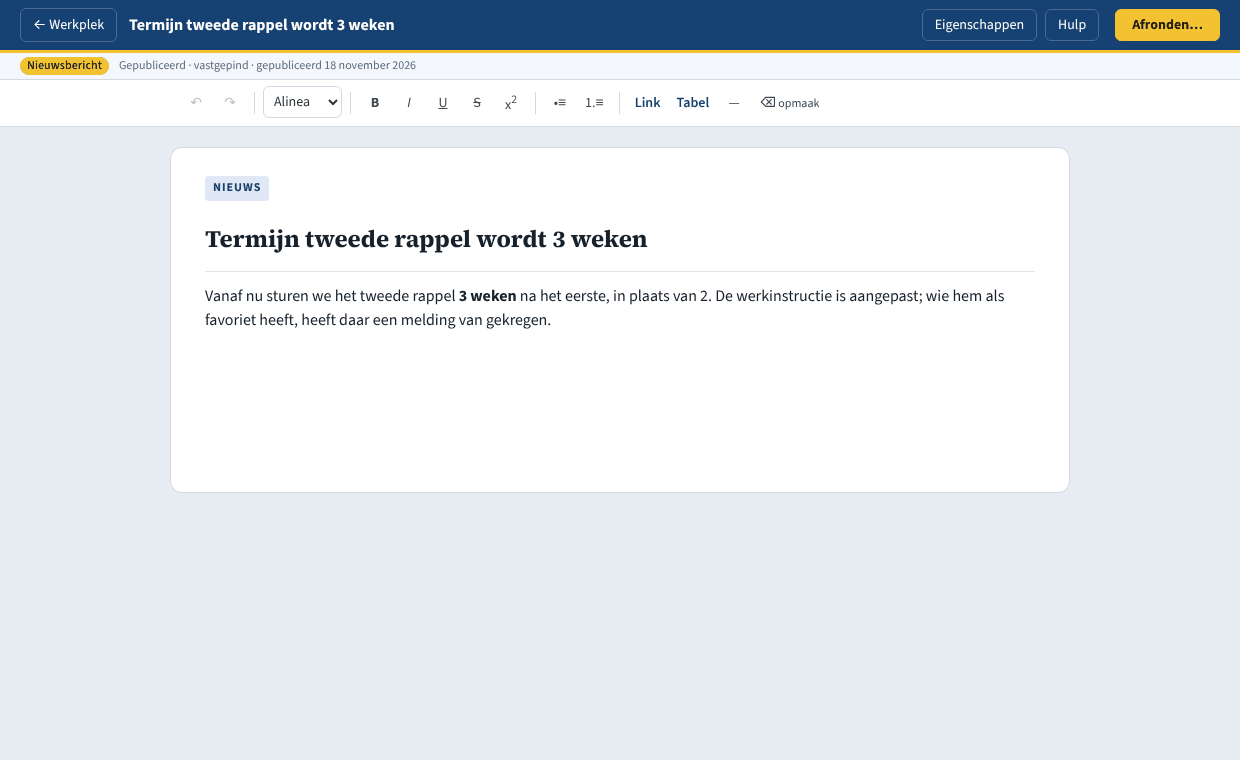 ← Werkplek Termijn tweede rappel wordt 3 weken Eigenschappen Hulp Afronden…
Nieuwsbericht Gepubliceerd · vastgepind · gepubliceerd 18 november 2026
↶ ↷ Alinea B I U S x² •≡ 1.≡ Link Tabel — ⌫ opmaak
NIEUWS
Termijn tweede rappel wordt 3 weken
Vanaf nu sturen we het tweede rappel 3 weken na het eerste, in plaats van 2. De werkinstructie is aangepast; wie hem als
favoriet heeft, heeft daar een melding van gekregen.